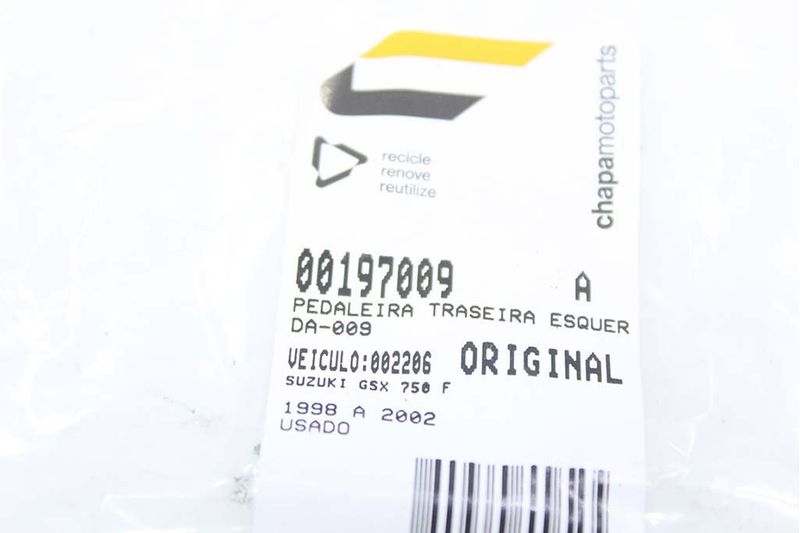 chapamotoparts
recicle
renove
reutilize
00197009 A
PEDALEIRA TRASEIRA ESQUER
DA-009
VEICULO:002206 ORIGINAL
SUZUKI GSX 750 F
1998 A 2002
USADO